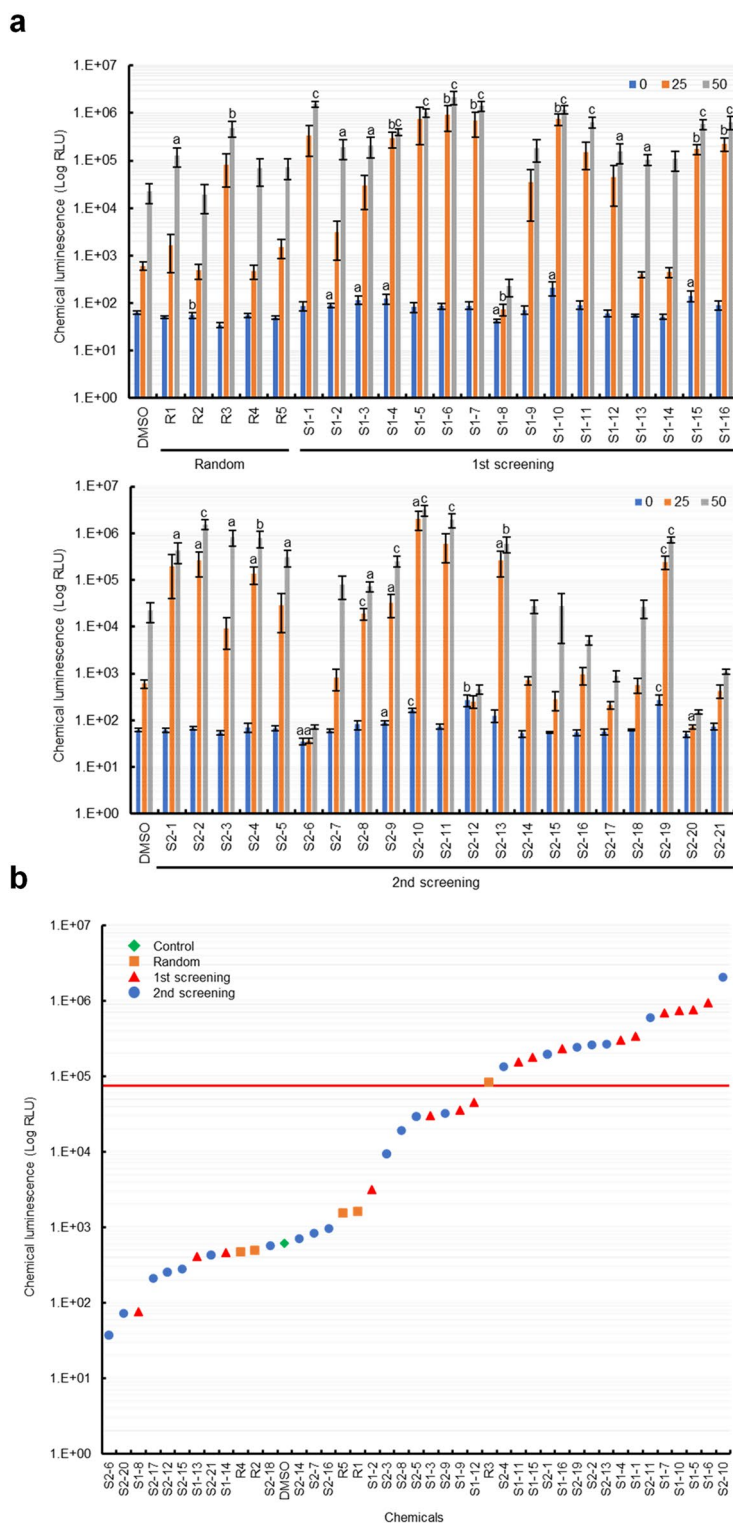 a
Chemical luminescence (Log RLU)
1.E+07
1.E+06
1.E+05
1.E+04
1.E+03
1.E+02
1.E+01
1.E+00
0 25 50
a b b a b c a a b c c b c b c a b a b c c a a b c b c
a a a a a
DMSO R1 R2 R3 R4 R5 S1-1 S1-2 S1-3 S1-4 S1-5 S1-6 S1-7 S1-8 S1-9 S1-10 S1-11 S1-12 S1-13 S1-14 S1-15 S1-16
Random 1st screening
Chemical luminescence (Log RLU)
1.E+07
1.E+06
1.E+05
1.E+04
1.E+03
1.E+02
1.E+01
1.E+00
0 25 50
a a c a a b a a a c a a c a c c a c c b a b c c c a
DMSO S2-1 S2-2 S2-3 S2-4 S2-5 S2-6 S2-7 S2-8 S2-9 S2-10 S2-11 S2-12 S2-13 S2-14 S2-15 S2-16 S2-17 S2-18 S2-19 S2-20 S2-21
2nd screening
b
Chemical luminescence (Log RLU)
1.E+07
1.E+06
1.E+05
1.E+04
1.E+03
1.E+02
1.E+01
1.E+00
Control
Random
1st screening
2nd screening
S2-6 S2-20 S1-8 S2-17 S2-12 S2-15 S1-13 S2-21 S1-14 R4 R2 S2-18 DMSO S2-14 S2-7 S2-16 R5 R1 S1-2 S2-3 S2-8 S2-5 S1-3 S2-9 S1-9 S1-12 R3 S2-4 S1-11 S1-15 S2-1 S1-16 S2-19 S2-2 S2-13 S1-4 S1-1 S2-11 S1-7 S1-10 S1-5 S1-6 S2-10
Chemicals